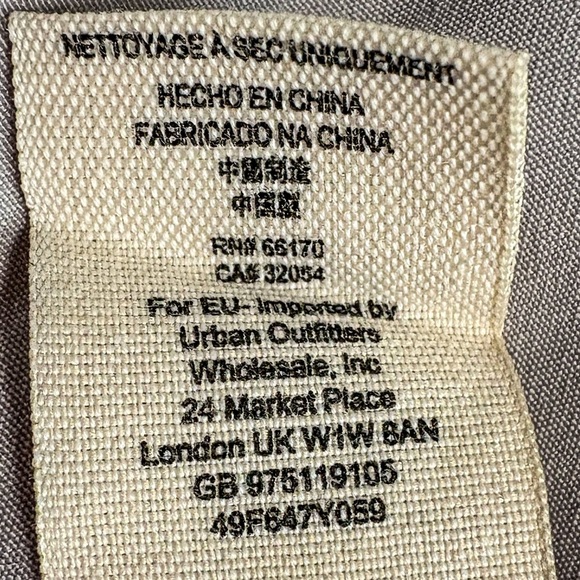 NETTOYAGE À SEC UNIQUEMENT
HECHO EN CHINA
FABRICADO NA CHINA
中國制造
中国製
RN# 66170
CA# 32054
For EU- Imported by
Urban Outfitters
Wholesale, Inc
24 Market Place
London UK W1W 8AN
GB 975119105
49F647Y059